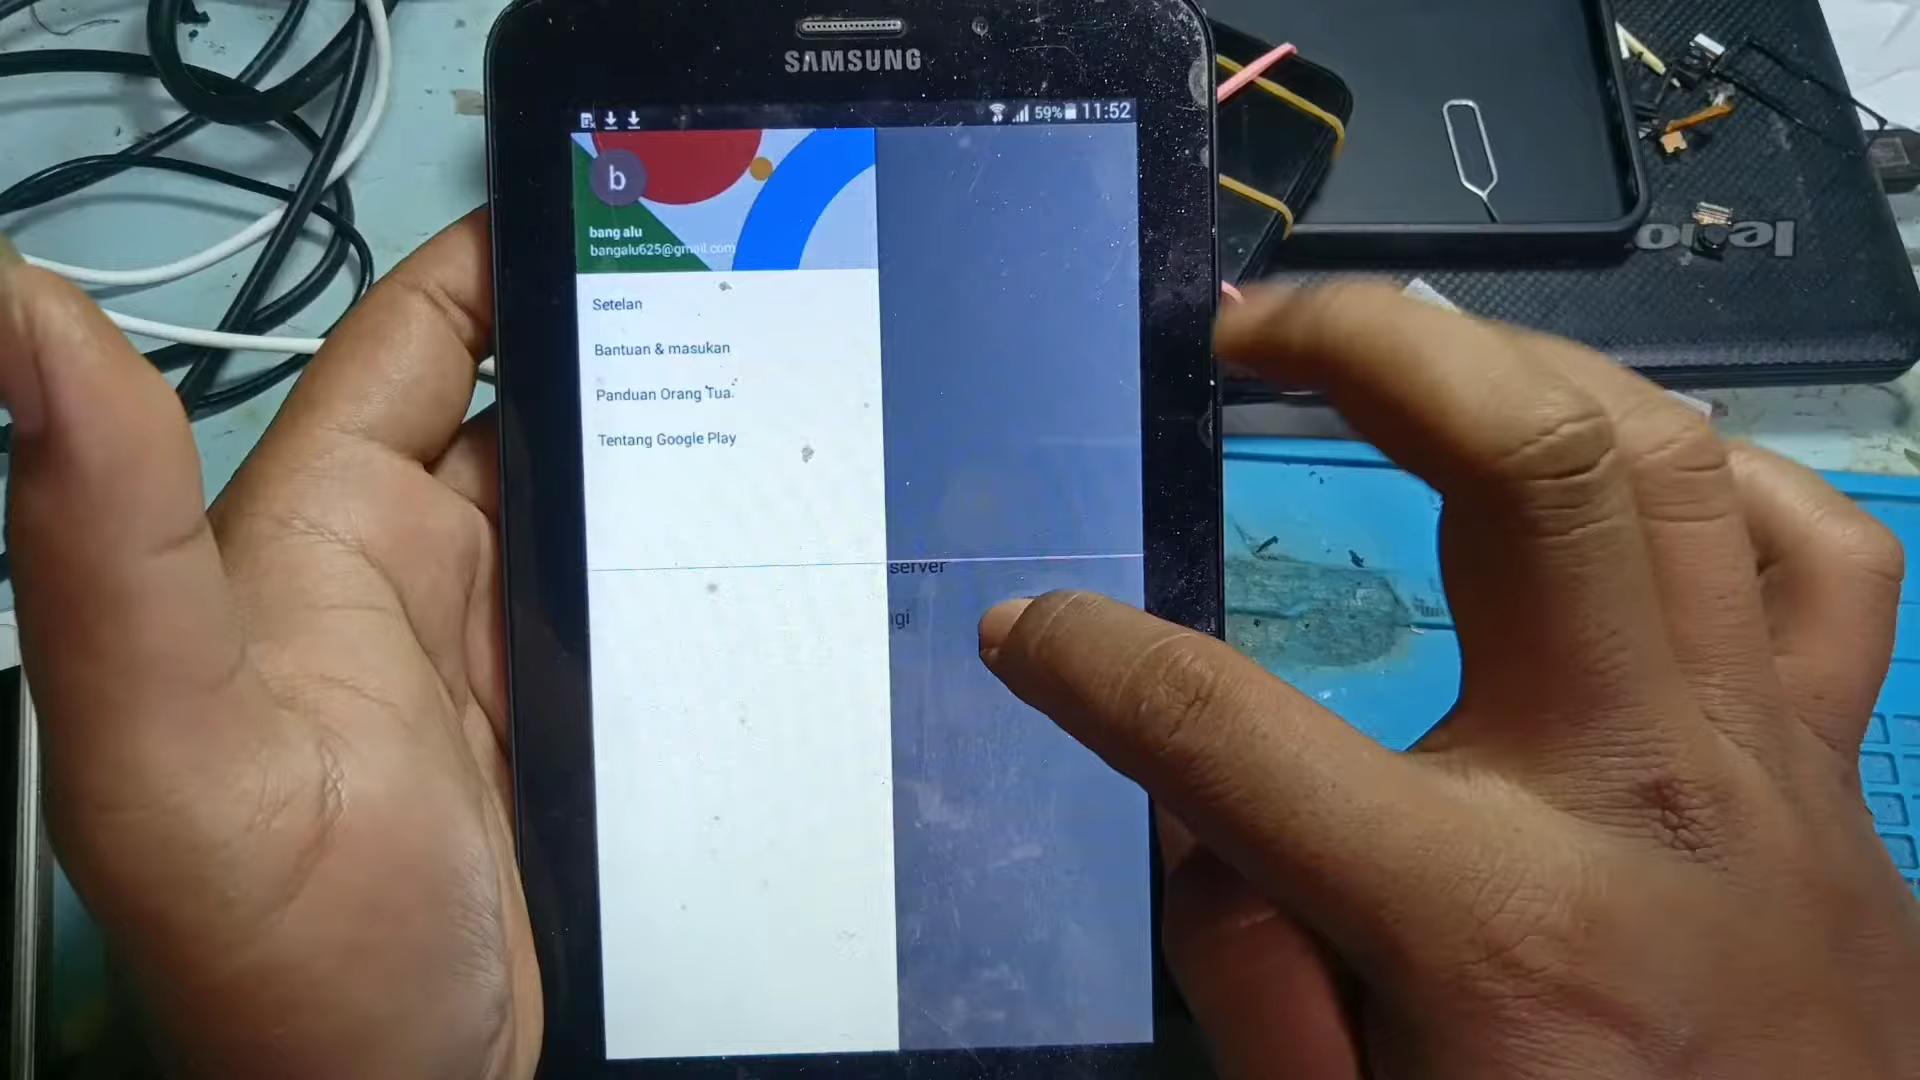 SAMSUNG
59% 11:52
b
bang alu
bangalu625@gmail.com
Setelan
Bantuan & masukan
Panduan Orang Tua.
Tentang Google Play
server
gi
lenovo